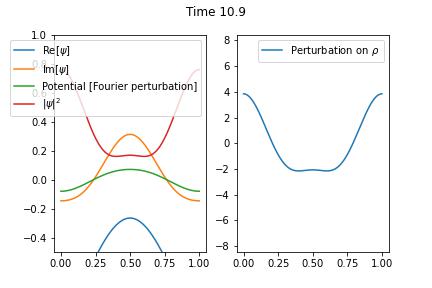 Time 10.9
1.0
0.8
0.6
0.4
0.2
0.0
−0.2
−0.4
0.00 0.25 0.50 0.75 1.00
Re[ψ]
Im[ψ]
Potential [Fourier perturbation]
|ψ|²
8
6
4
2
0
−2
−4
−6
−8
0.00 0.25 0.50 0.75 1.00
Perturbation on ρ